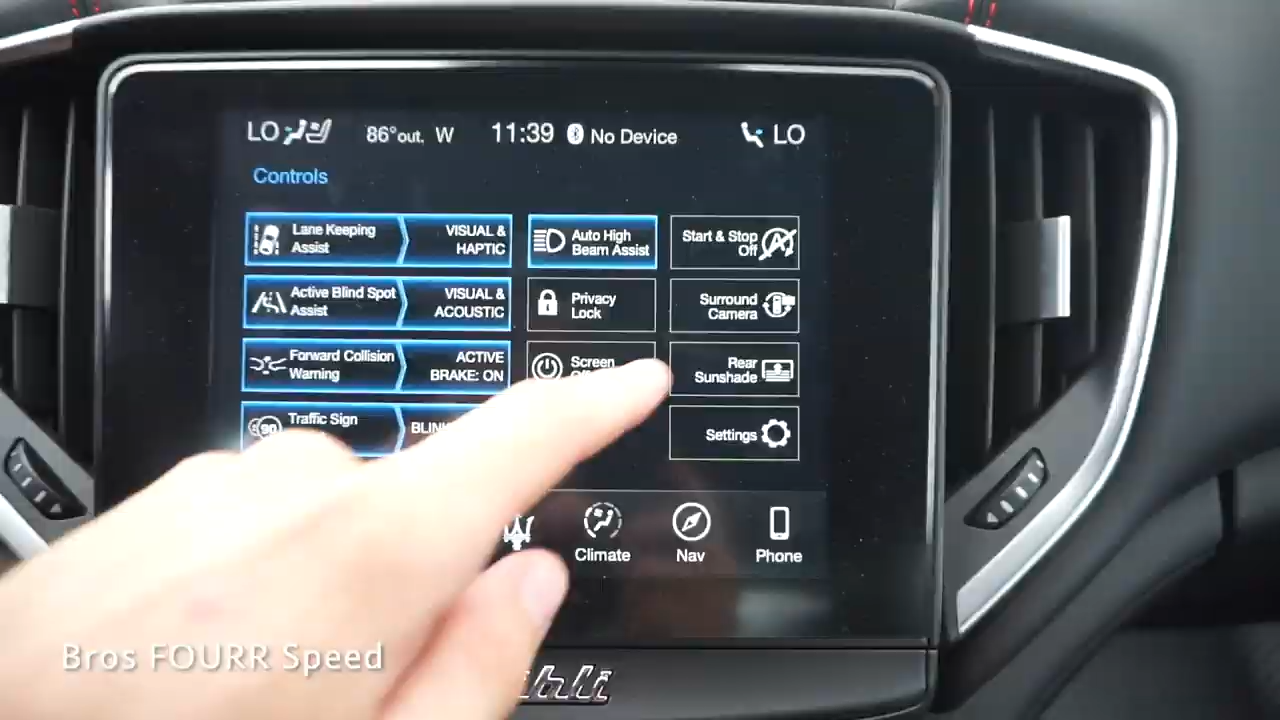 LO 86° out. W 11:39 No Device LO
Controls
Lane Keeping
Assist
VISUAL &
HAPTIC
Auto High
Beam Assist
Start & Stop
Off
Active Blind Spot
Assist
VISUAL &
ACOUSTIC
Privacy
Lock
Surround
Camera
Forward Collision
Warning
ACTIVE
BRAKE: ON
Screen
Rear
Sunshade
90
Traffic Sign
Settings
Climate
Nav
Phone
Bros FOURR Speed